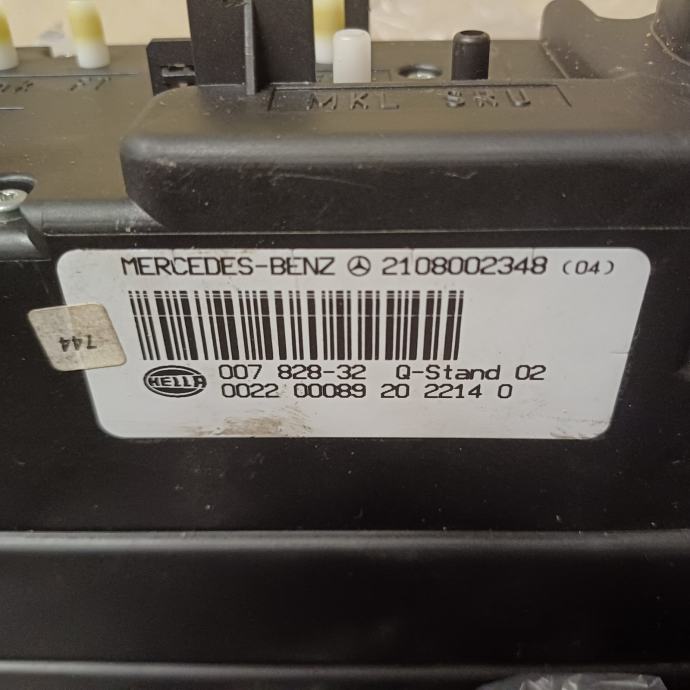 MKL SRU
MERCEDES-BENZ 2108002348 (04)
HELLA
007 828-32 Q-Stand 02
0022 00089 20 2214 0
744